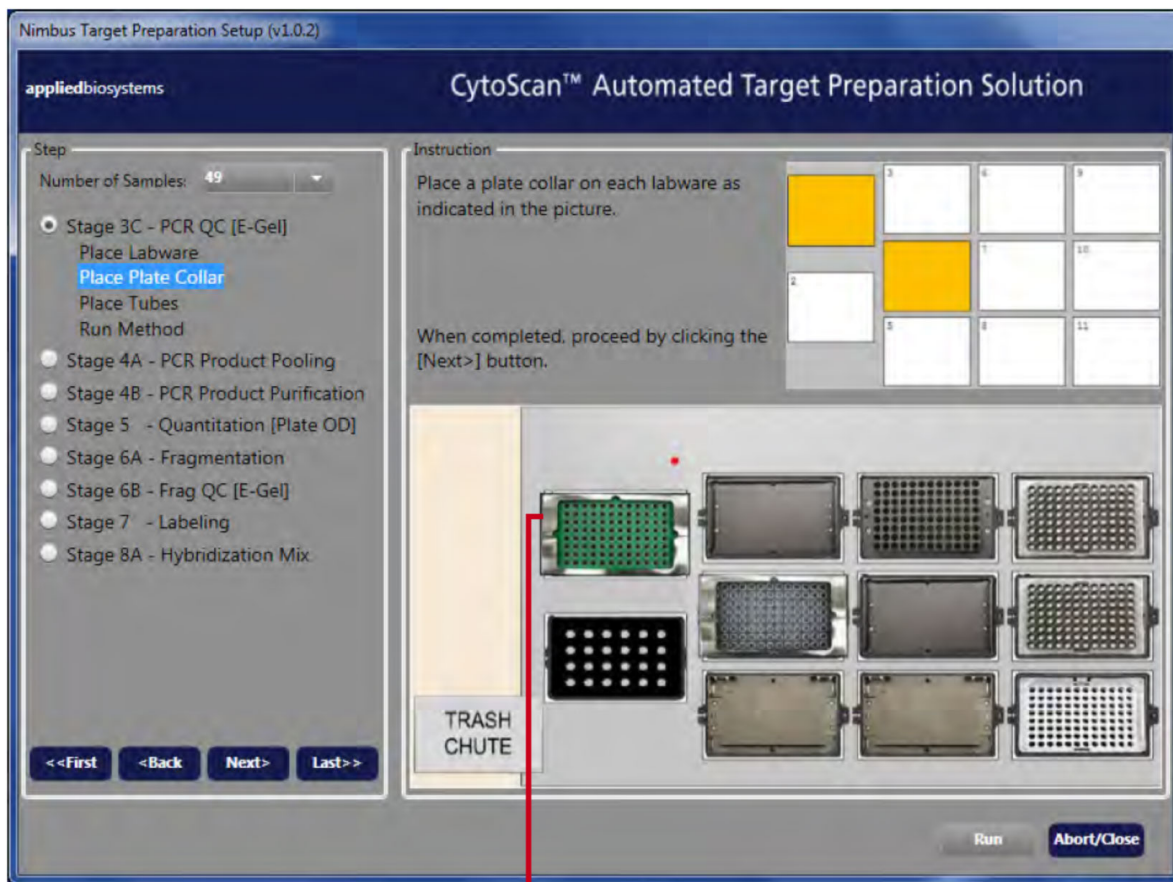 Nimbus Target Preparation Setup (v1.0.2)
appliedbiosystems
CytoScan™ Automated Target Preparation Solution
Step
Number of Samples: 49
Stage 3C - PCR QC [E-Gel]
Place Labware
Place Plate Collar
Place Tubes
Run Method
Stage 4A - PCR Product Pooling
Stage 4B - PCR Product Purification
Stage 5 - Quantitation [Plate OD]
Stage 6A - Fragmentation
Stage 6B - Frag QC [E-Gel]
Stage 7 - Labeling
Stage 8A - Hybridization Mix
<<First <Back Next> Last>>
Instruction
Place a plate collar on each labware as
indicated in the picture.
When completed, proceed by clicking the
[Next>] button.
3 6 9
2 7 10
5 8 11
TRASH
CHUTE
Run Abort/Close